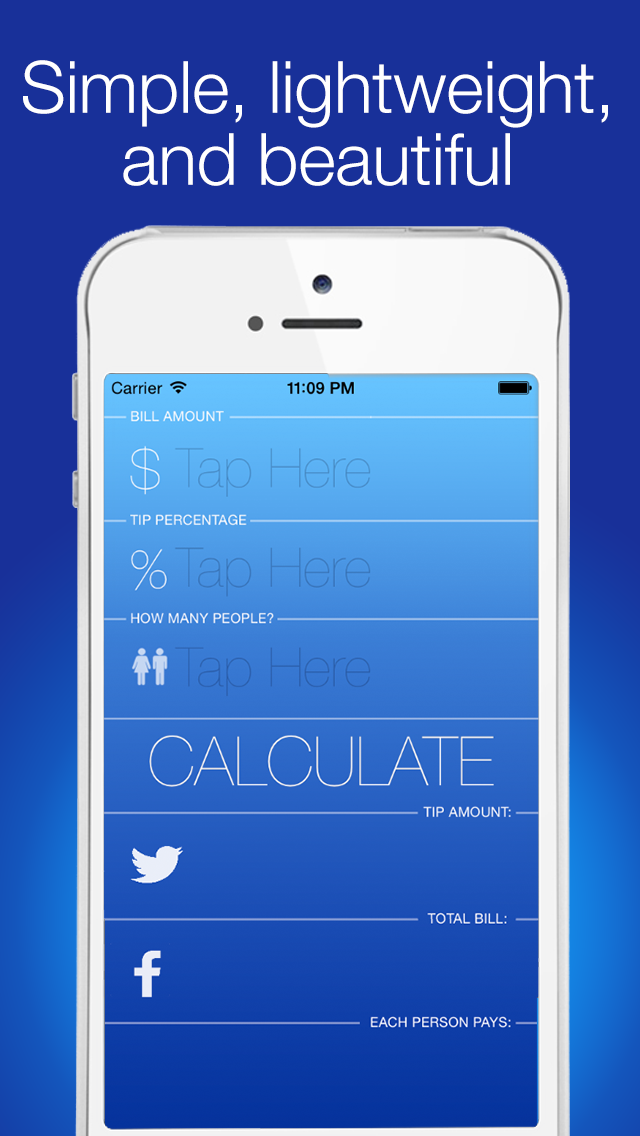 Simple, lightweight,
and beautiful
Carrier 11:09 PM
BILL AMOUNT
$ Tap Here
TIP PERCENTAGE
% Tap Here
HOW MANY PEOPLE?
Tap Here
CALCULATE
TIP AMOUNT:
TOTAL BILL:
EACH PERSON PAYS: